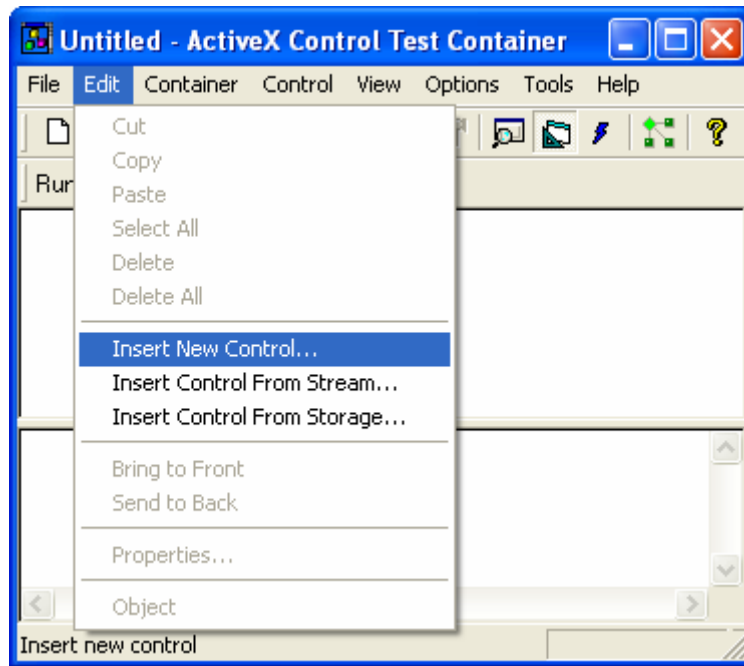 Untitled - ActiveX Control Test Container
File Edit Container Control View Options Tools Help
Run
Cut
Copy
Paste
Select All
Delete
Delete All
Insert New Control...
Insert Control From Stream...
Insert Control From Storage...
Bring to Front
Send to Back
Properties...
Object
Insert new control